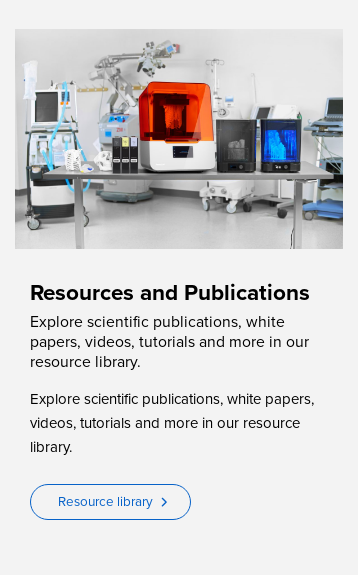 Resources and Publications
Explore scientific publications, white
papers, videos, tutorials and more in our
resource library.
Explore scientific publications, white papers,
videos, tutorials and more in our resource
library.
Resource library